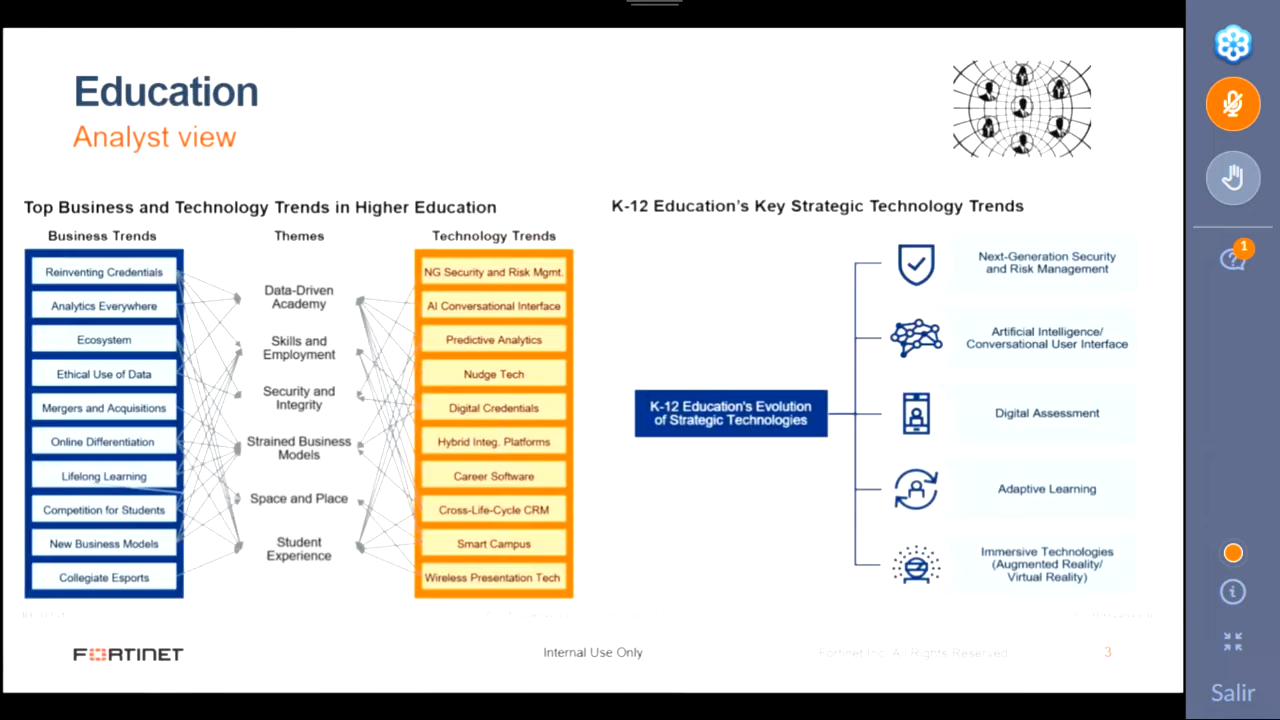 Education
Analyst view
Top Business and Technology Trends in Higher Education
Business Trends
Themes
Technology Trends
Reinventing Credentials
Analytics Everywhere
Ecosystem
Ethical Use of Data
Mergers and Acquisitions
Online Differentiation
Lifelong Learning
Competition for Students
New Business Models
Collegiate Esports
Data-Driven
Academy
Skills and
Employment
Security and
Integrity
Strained Business
Models
Space and Place
Student
Experience
NG Security and Risk Mgmt.
AI Conversational Interface
Predictive Analytics
Nudge Tech
Digital Credentials
Hybrid Integ. Platforms
Career Software
Cross-Life-Cycle CRM
Smart Campus
Wireless Presentation Tech
K-12 Education's Key Strategic Technology Trends
K-12 Education's Evolution
of Strategic Technologies
Next-Generation Security
and Risk Management
Artificial Intelligence/
Conversational User Interface
Digital Assessment
Adaptive Learning
Immersive Technologies
(Augmented Reality/
Virtual Reality)
FORTINET
Internal Use Only
Fortinet Inc. All Rights Reserved
3
1
Salir